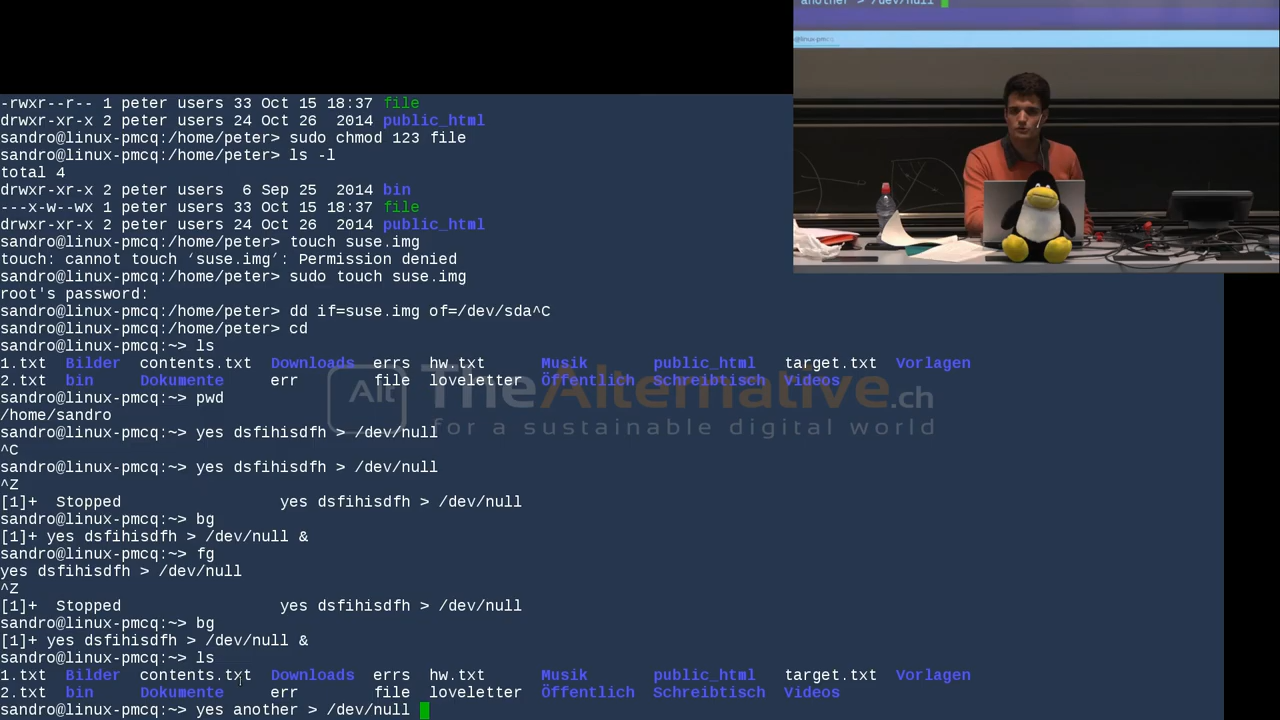 another > /dev/null
-rwxr--r-- 1 peter users 33 Oct 15 18:37 file
drwxr-xr-x 2 peter users 24 Oct 26  2014 public_html
sandro@linux-pmcq:/home/peter> sudo chmod 123 file
sandro@linux-pmcq:/home/peter> ls -l
total 4
drwxr-xr-x 2 peter users  6 Sep 25  2014 bin
---x-w--wx 1 peter users 33 Oct 15 18:37 file
drwxr-xr-x 2 peter users 24 Oct 26  2014 public_html
sandro@linux-pmcq:/home/peter> touch suse.img
touch: cannot touch ‘suse.img’: Permission denied
sandro@linux-pmcq:/home/peter> sudo touch suse.img
root's password:
sandro@linux-pmcq:/home/peter> dd if=suse.img of=/dev/sda^C
sandro@linux-pmcq:/home/peter> cd
sandro@linux-pmcq:~> ls
1.txt  Bilder  contents.txt  Downloads  errs  hw.txt      Musik       public_html   target.txt  Vorlagen
2.txt  bin     Dokumente     err        file  loveletter  Öffentlich  Schreibtisch  Videos
sandro@linux-pmcq:~> pwd
/home/sandro
sandro@linux-pmcq:~> yes dsfihisdfh > /dev/null
^C
sandro@linux-pmcq:~> yes dsfihisdfh > /dev/null
^Z
[1]+  Stopped                 yes dsfihisdfh > /dev/null
sandro@linux-pmcq:~> bg
[1]+ yes dsfihisdfh > /dev/null &
sandro@linux-pmcq:~> fg
yes dsfihisdfh > /dev/null
^Z
[1]+  Stopped                 yes dsfihisdfh > /dev/null
sandro@linux-pmcq:~> bg
[1]+ yes dsfihisdfh > /dev/null &
sandro@linux-pmcq:~> ls
1.txt  Bilder  contents.txt  Downloads  errs  hw.txt      Musik       public_html   target.txt  Vorlagen
2.txt  bin     Dokumente     err        file  loveletter  Öffentlich  Schreibtisch  Videos
sandro@linux-pmcq:~> yes another > /dev/null
Alt TheAlternative.ch
for a sustainable digital world